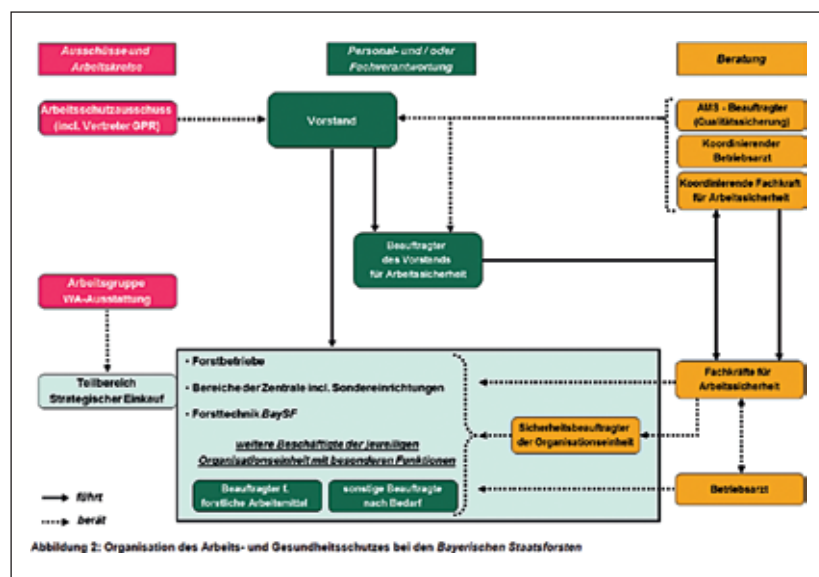 Ausschüsse und
Arbeitskreise
Personal- und / oder
Fachverantwortung
Beratung
Arbeitsschutzausschuss
(incl. Vertreter GPR)
Vorstand
AMS - Beauftragter
(Qualitätssicherung)
Koordinierender
Betriebsarzt
Koordinierende Fachkraft
für Arbeitssicherheit
Beauftragter
des Vorstands
für Arbeitssicherheit
Arbeitsgruppe
WA-Ausstattung
Teilbereich
Strategischer Einkauf
• Forstbetriebe
• Bereiche der Zentrale incl. Sondereinrichtungen
• Forsttechnik BaySF
weitere Beschäftigte der jeweiligen
Organisationseinheit mit besonderen Funktionen
Beauftragter f.
forstliche Arbeitsmittel
sonstige Beauftragte
nach Bedarf
Sicherheitsbeauftragter
der Organisationseinheit
Fachkräfte für
Arbeitssicherheit
Betriebsarzt
führt
berät
Abbildung 2: Organisation des Arbeits- und Gesundheitsschutzes bei den Bayerischen Staatsforsten